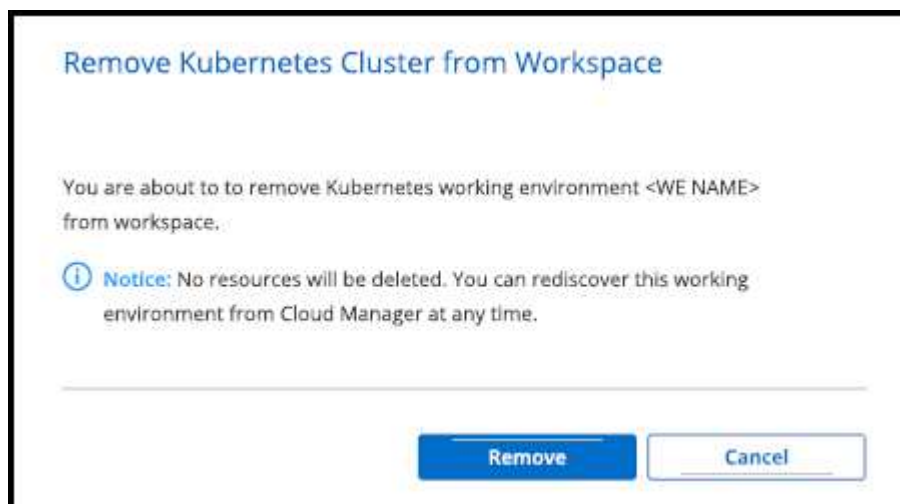 Remove Kubernetes Cluster from Workspace
You are about to to remove Kubernetes working environment <WE NAME>
from workspace.
Notice: No resources will be deleted. You can rediscover this working
environment from Cloud Manager at any time.
Remove
Cancel